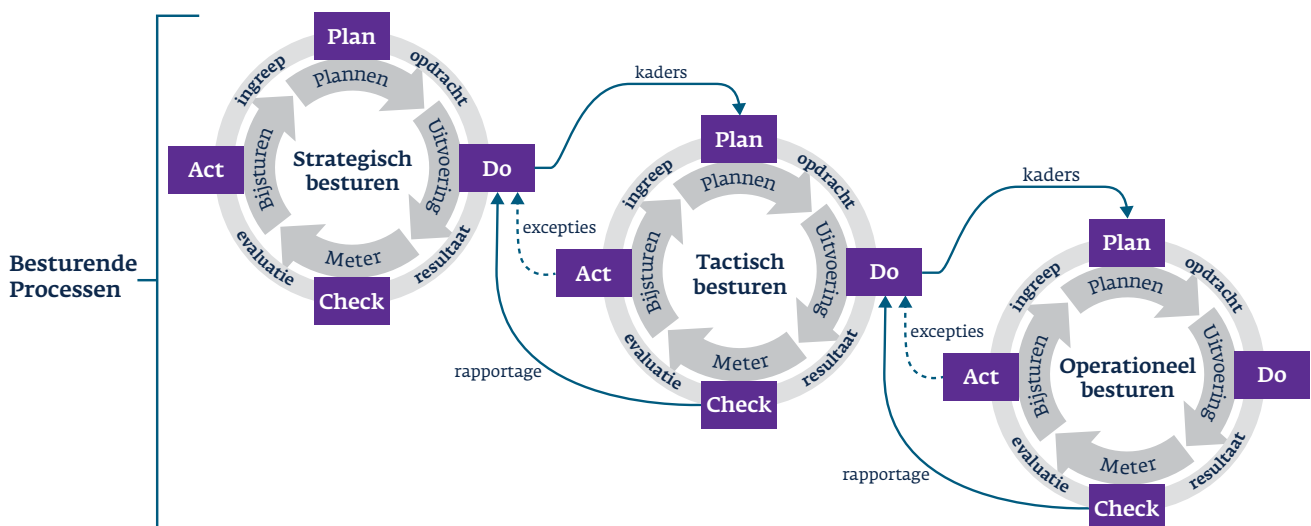 Besturende
Processen
Plan
ingreep
opdracht
Plannen
Act
Bijsturen
Strategisch
besturen
Uitvoering
Do
evaluatie
Meter
resultaat
Check
kaders
excepties
rapportage
Plan
ingreep
opdracht
Plannen
Act
Bijsturen
Tactisch
besturen
Uitvoering
Do
evaluatie
Meter
resultaat
Check
kaders
excepties
rapportage
Plan
ingreep
opdracht
Plannen
Act
Bijsturen
Operationeel
besturen
Uitvoering
Do
evaluatie
Meter
resultaat
Check